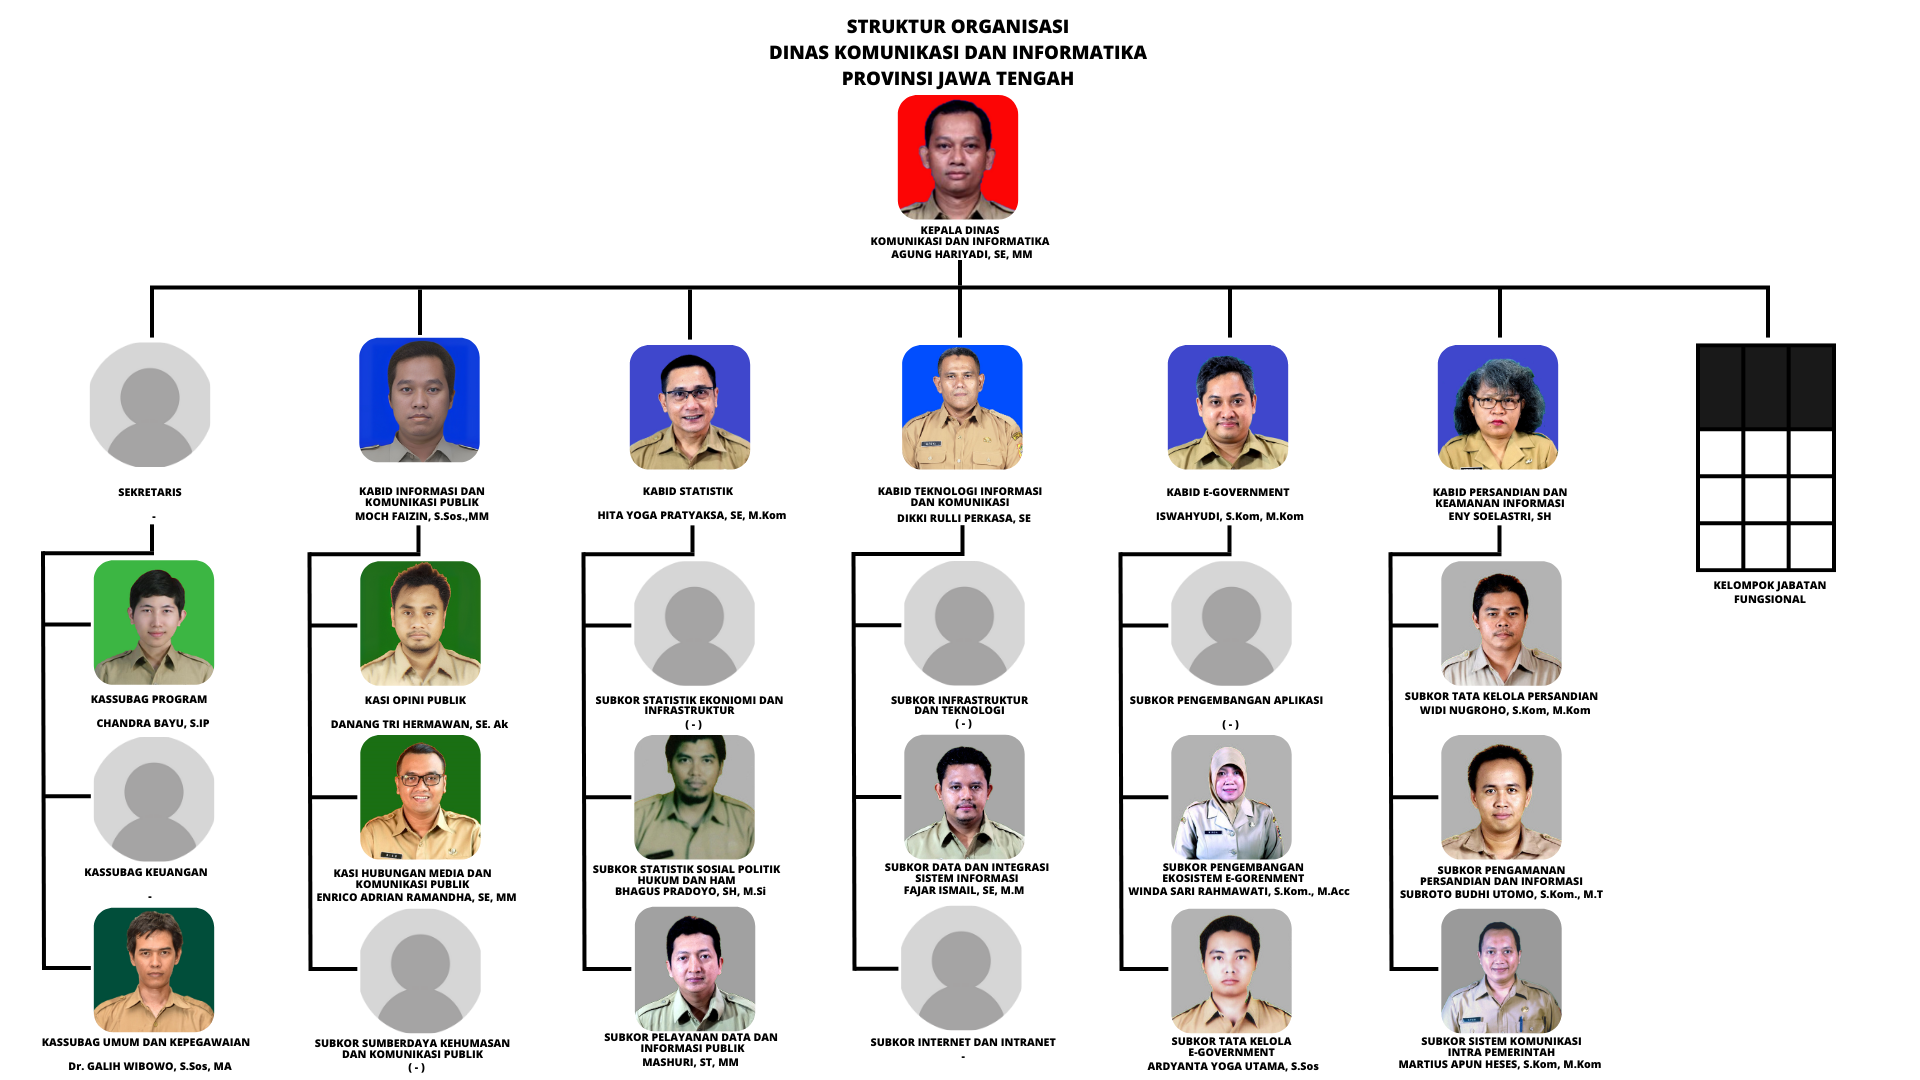 STRUKTUR ORGANISASI
DINAS KOMUNIKASI DAN INFORMATIKA
PROVINSI JAWA TENGAH
KEPALA DINAS
KOMUNIKASI DAN INFORMATIKA
AGUNG HARIYADI, SE, MM
SEKRETARIS
-
KABID INFORMASI DAN
KOMUNIKASI PUBLIK
MOCH FAIZIN, S.Sos.,MM
KABID STATISTIK
HITA YOGA PRATYAKSA, SE, M.Kom
KABID TEKNOLOGI INFORMASI
DAN KOMUNIKASI
DIKKI RULLI PERKASA, SE
KABID E-GOVERNMENT
ISWAHYUDI, S.Kom, M.Kom
KABID PERSANDIAN DAN
KEAMANAN INFORMASI
ENY SOELASTRI, SH
KELOMPOK JABATAN
FUNGSIONAL
KASSUBAG PROGRAM
CHANDRA BAYU, S.IP
KASI OPINI PUBLIK
DANANG TRI HERMAWAN, SE. Ak
SUBKOR STATISTIK EKONIOMI DAN
INFRASTRUKTUR
( - )
SUBKOR INFRASTRUKTUR
DAN TEKNOLOGI
( - )
SUBKOR PENGEMBANGAN APLIKASI
( - )
SUBKOR TATA KELOLA PERSANDIAN
WIDI NUGROHO, S.Kom, M.Kom
KASSUBAG KEUANGAN
-
KASI HUBUNGAN MEDIA DAN
KOMUNIKASI PUBLIK
ENRICO ADRIAN RAMANDHA, SE, MM
SUBKOR STATISTIK SOSIAL POLITIK
HUKUM DAN HAM
BHAGUS PRADOYO, SH, M.Si
SUBKOR DATA DAN INTEGRASI
SISTEM INFORMASI
FAJAR ISMAIL, SE, M.M
SUBKOR PENGEMBANGAN
EKOSISTEM E-GORENMENT
WINDA SARI RAHMAWATI, S.Kom., M.Acc
SUBKOR PENGAMANAN
PERSANDIAN DAN INFORMASI
SUBROTO BUDHI UTOMO, S.Kom., M.T
KASSUBAG UMUM DAN KEPEGAWAIAN
Dr. GALIH WIBOWO, S.Sos, MA
SUBKOR SUMBERDAYA KEHUMASAN
DAN KOMUNIKASI PUBLIK
( - )
SUBKOR PELAYANAN DATA DAN
INFORMASI PUBLIK
MASHURI, ST, MM
SUBKOR INTERNET DAN INTRANET
-
SUBKOR TATA KELOLA
E-GOVERNMENT
ARDYANTA YOGA UTAMA, S.Sos
SUBKOR SISTEM KOMUNIKASI
INTRA PEMERINTAH
MARTIUS APUN HESES, S.Kom, M.Kom